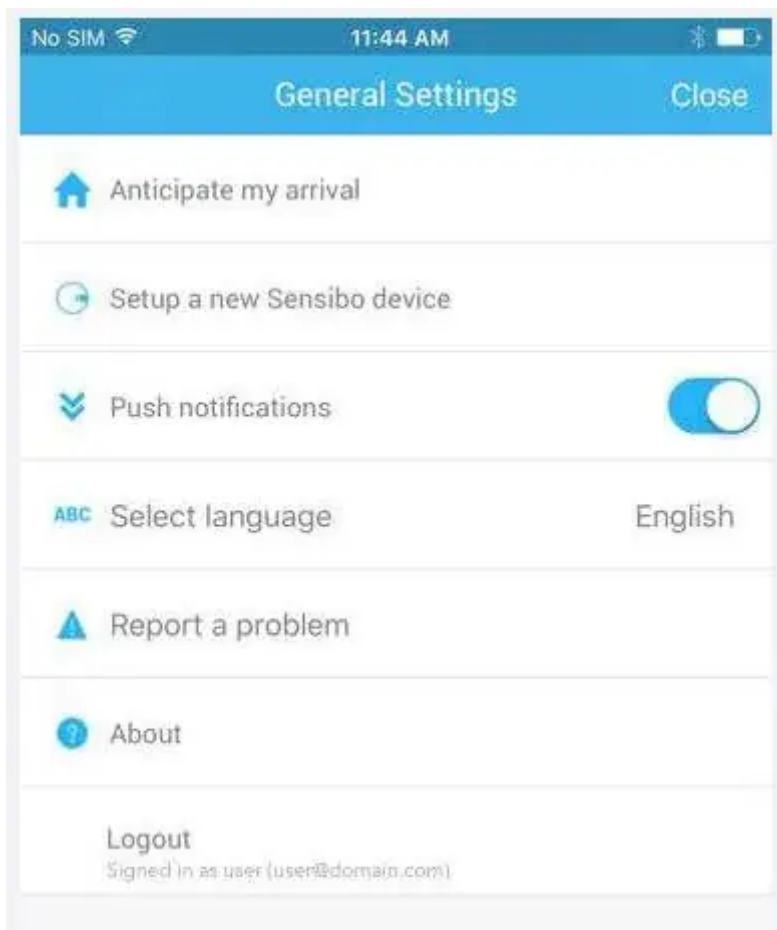 No SIM 11:44 AM
General Settings Close
Anticipate my arrival
Setup a new Sensibo device
Push notifications
ABC Select language English
Report a problem
About
Logout
Signed in as user (user@domain.com)